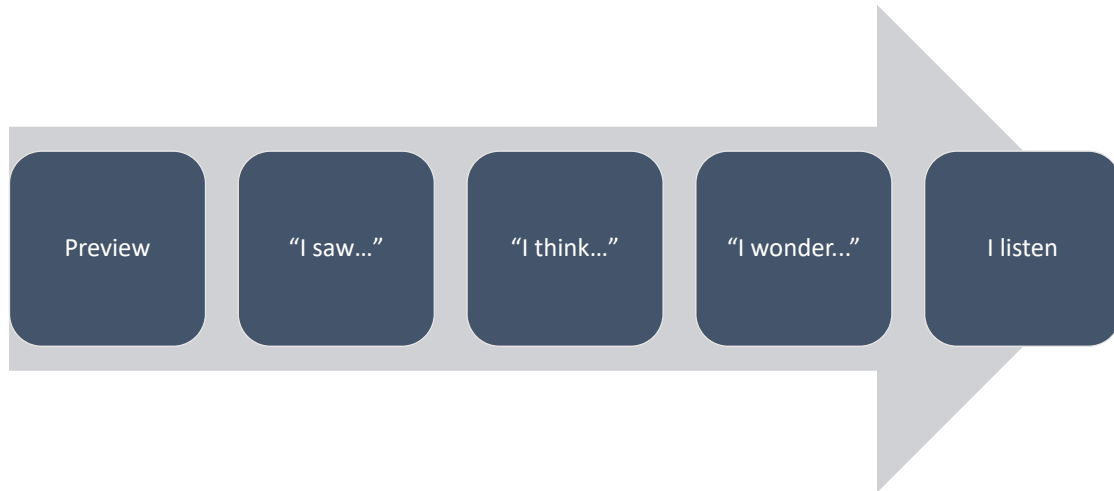 Preview
“I saw…”
“I think…”
“I wonder...”
I listen